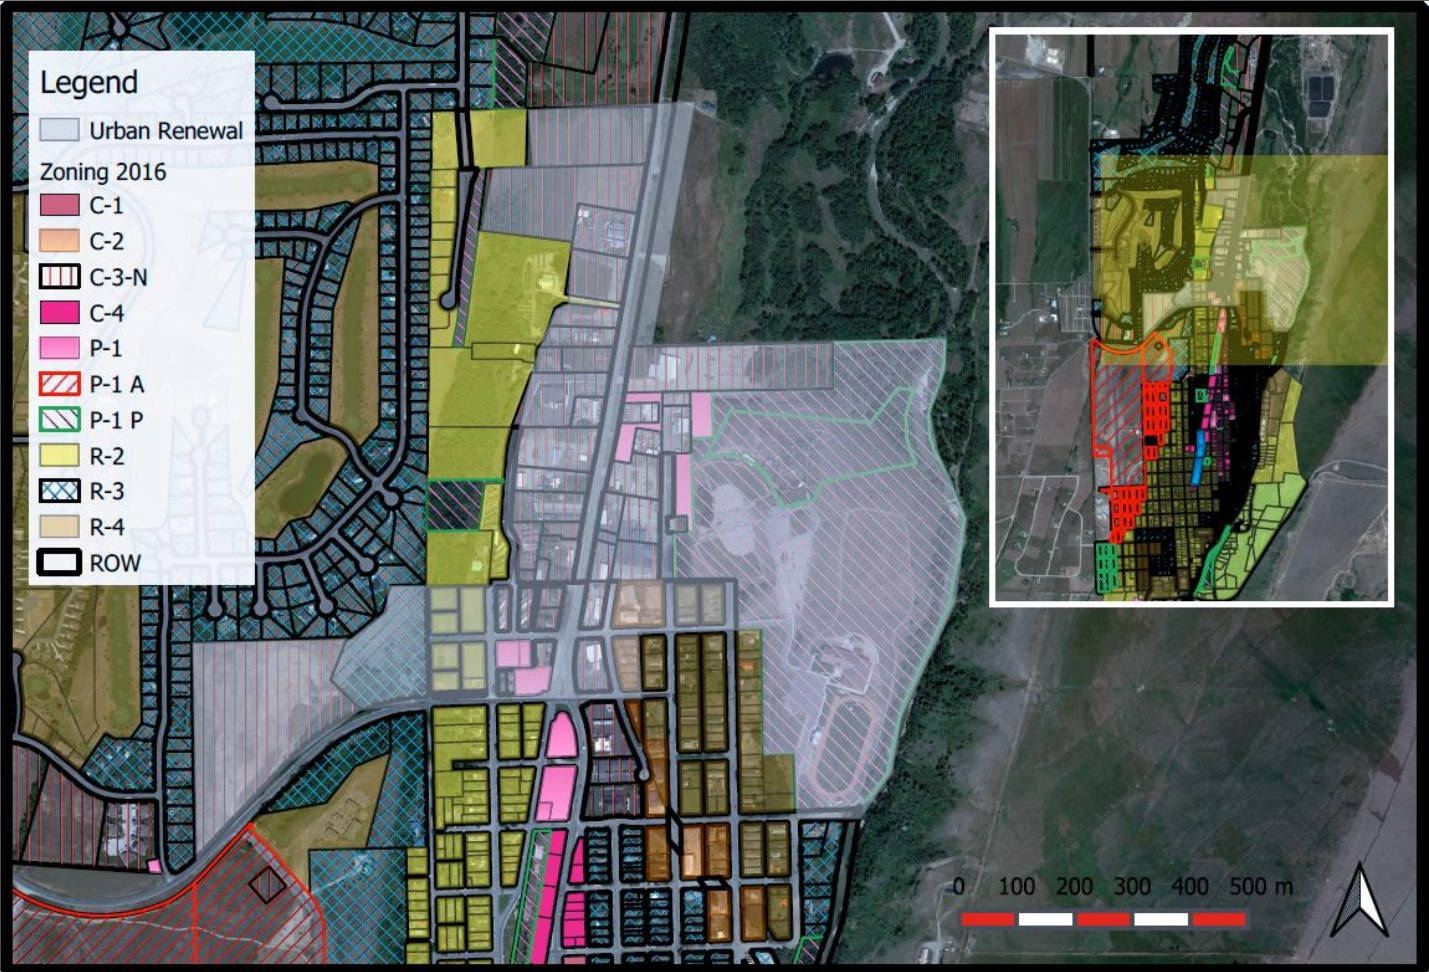 Legend
Urban Renewal
Zoning 2016
C-1
C-2
C-3-N
C-4
P-1
P-1 A
P-1 P
R-2
R-3
R-4
ROW
0 100 200 300 400 500 m